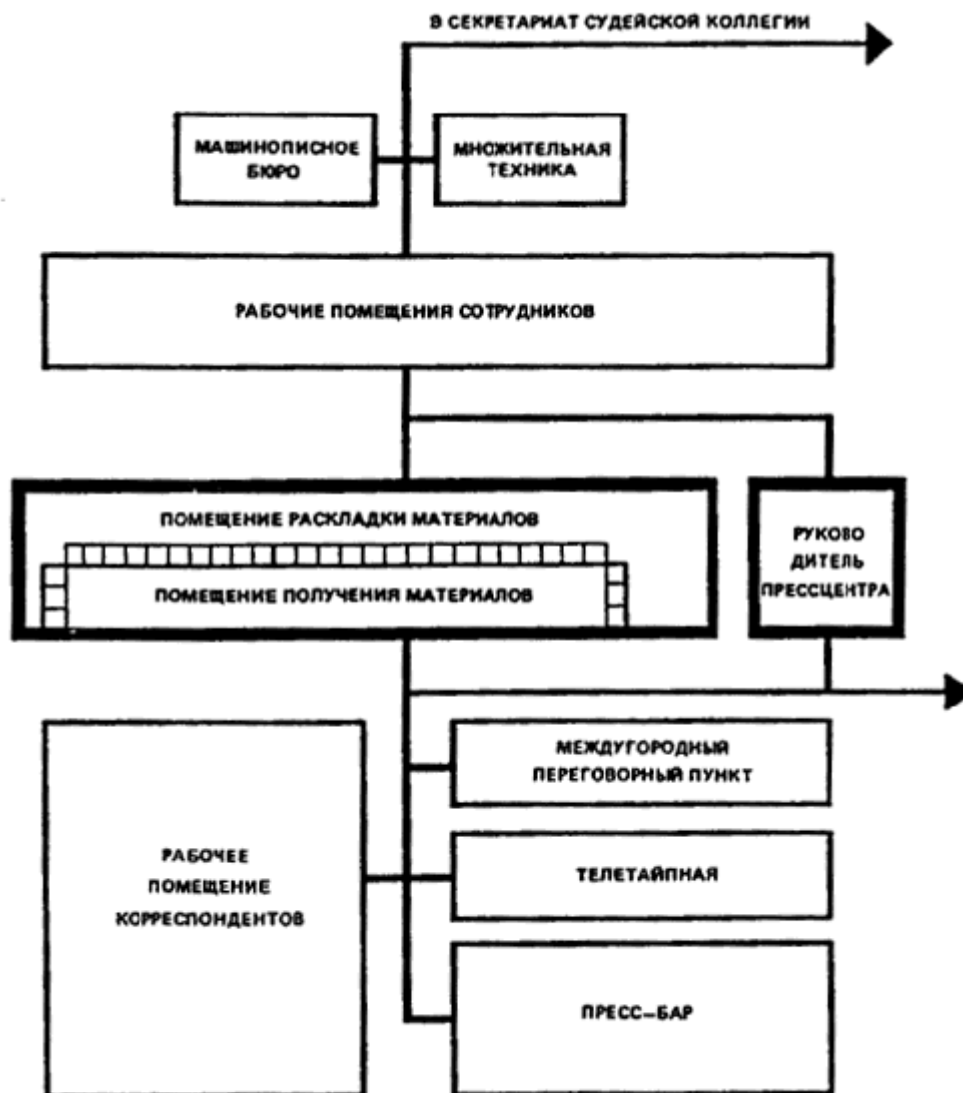 В СЕКРЕТАРИАТ СУДЕЙСКОЙ КОЛЛЕГИИ
МАШИНОПИСНОЕ
БЮРО
МНОЖИТЕЛЬНАЯ
ТЕХНИКА
РАБОЧИЕ ПОМЕЩЕНИЯ СОТРУДНИКОВ
ПОМЕЩЕНИЕ РАСКЛАДКИ МАТЕРИАЛОВ
ПОМЕЩЕНИЕ ПОЛУЧЕНИЯ МАТЕРИАЛОВ
РУКОВО
ДИТЕЛЬ
ПРЕССЦЕНТРА
МЕЖДУГОРОДНЫЙ
ПЕРЕГОВОРНЫЙ ПУНКТ
РАБОЧЕЕ
ПОМЕЩЕНИЕ
КОРРЕСПОНДЕНТОВ
ТЕЛЕТАЙПНАЯ
ПРЕСС–БАР